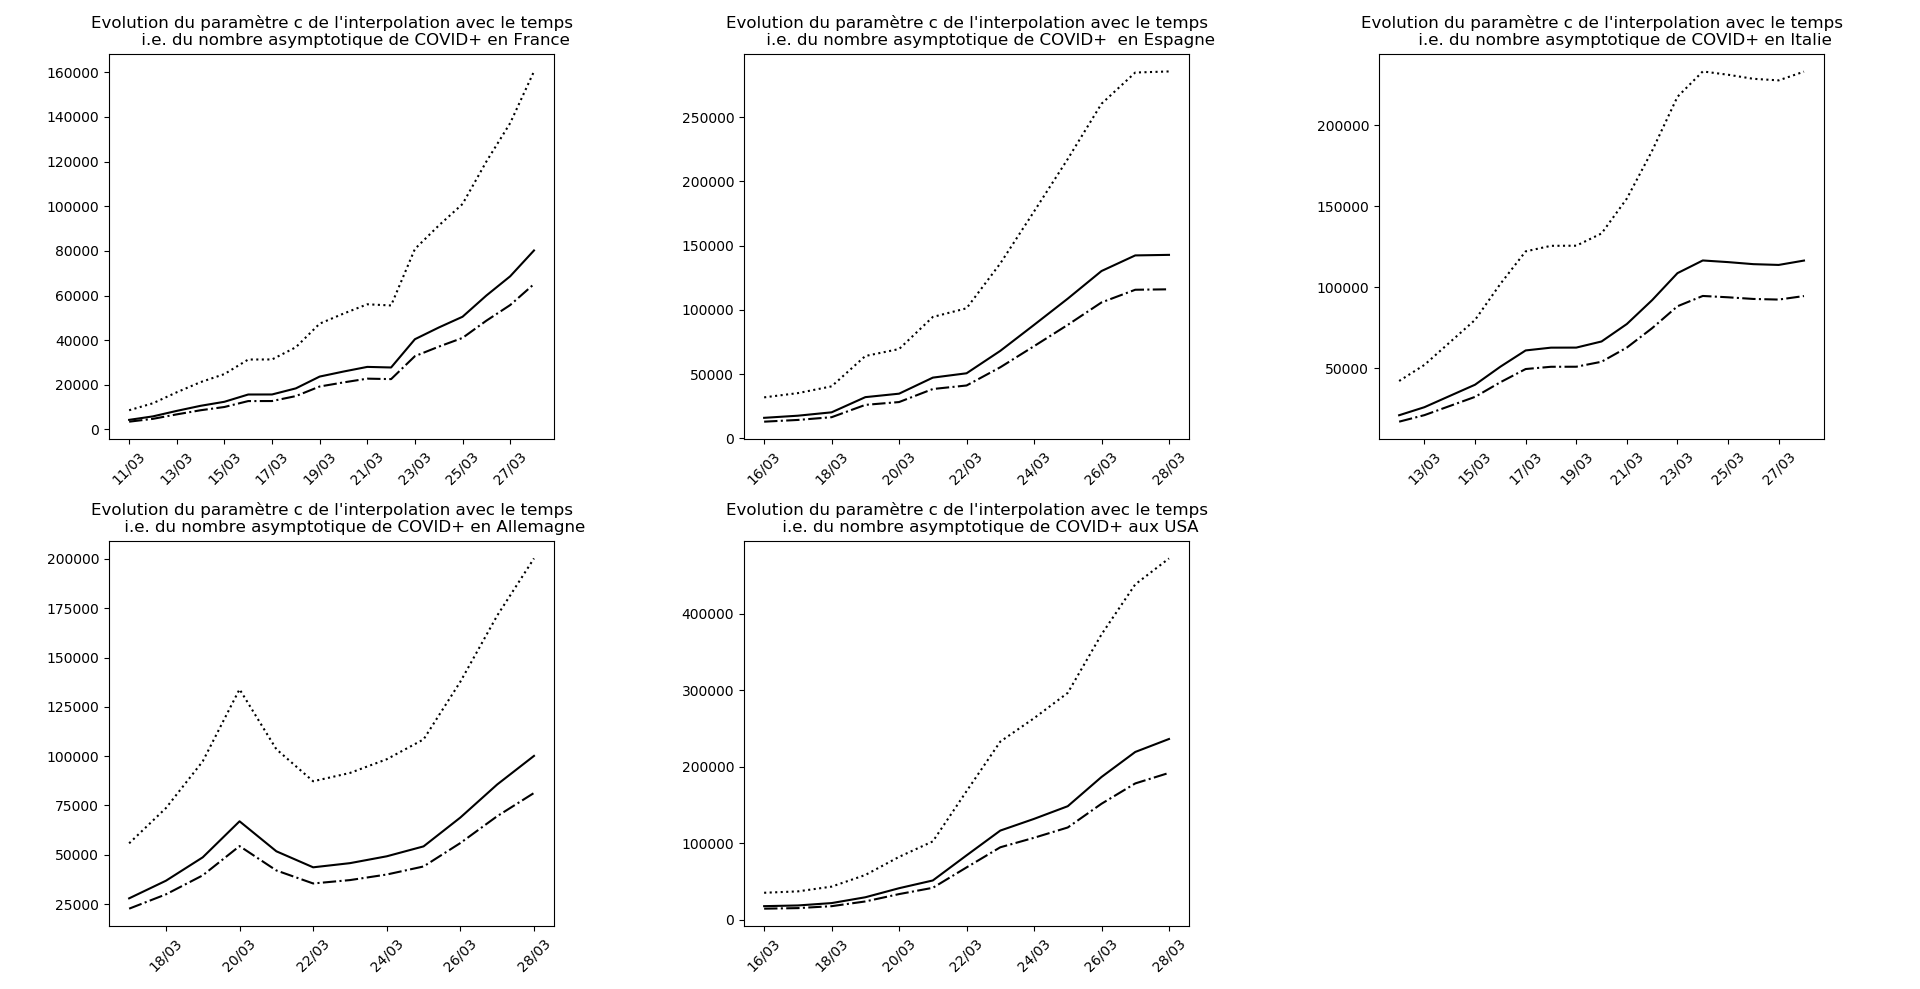 Evolution du paramètre c de l'interpolation avec le temps
i.e. du nombre asymptotique de COVID+ en France
160000
140000
120000
100000
80000
60000
40000
20000
0
11/03 13/03 15/03 17/03 19/03 21/03 23/03 25/03 27/03
Evolution du paramètre c de l'interpolation avec le temps
i.e. du nombre asymptotique de COVID+ en Espagne
250000
200000
150000
100000
50000
0
16/03 18/03 20/03 22/03 24/03 26/03 28/03
Evolution du paramètre c de l'interpolation avec le temps
i.e. du nombre asymptotique de COVID+ en Italie
200000
150000
100000
50000
13/03 15/03 17/03 19/03 21/03 23/03 25/03 27/03
Evolution du paramètre c de l'interpolation avec le temps
i.e. du nombre asymptotique de COVID+ en Allemagne
200000
175000
150000
125000
100000
75000
50000
25000
18/03 20/03 22/03 24/03 26/03 28/03
Evolution du paramètre c de l'interpolation avec le temps
i.e. du nombre asymptotique de COVID+ aux USA
400000
300000
200000
100000
0
16/03 18/03 20/03 22/03 24/03 26/03 28/03